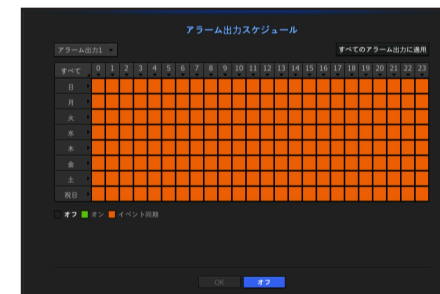 アラーム出力スケジュール
アラーム出力1
すべてのアラーム出力に適用
すべて 0 1 2 3 4 5 6 7 8 9 10 11 12 13 14 15 16 17 18 19 20 21 22 23
日
月
火
水
木
金
土
祝日
オフ オン イベント同期
OK オフ